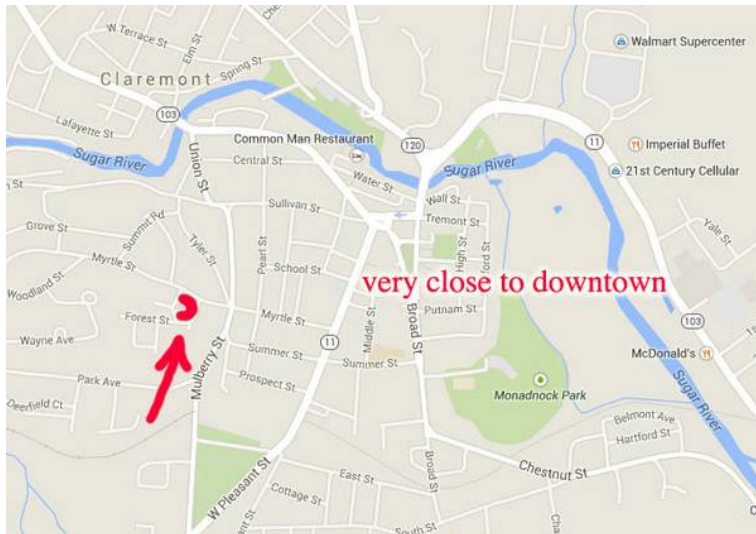 W Terrace St
Elm St
Spring St
Walmart Supercenter
Claremont
103
Lafayette St
Common Man Restaurant
120
11
Imperial Buffet
Sugar River
Union St
Central St
Sugar River
21st Century Cellular
Water St
Wall St
Sullivan St
Tremont St
Grove St
Summit Rd
Tyler St
Pearl St
High St
Yale St
Myrtle St
School St
very close to downtown
Woodland St
Forest St
Myrtle St
Middle St
Broad St
Putnam St
103
Wayne Ave
11
Mulberry St
Summer St
Summer St
McDonald's
Sugar River
Park Ave
Prospect St
Monadnock Park
Deerfield Ct
Belmont Ave
Hartford St
W Pleasant St
East St
Broad St
Chestnut St
Cottage St
South St